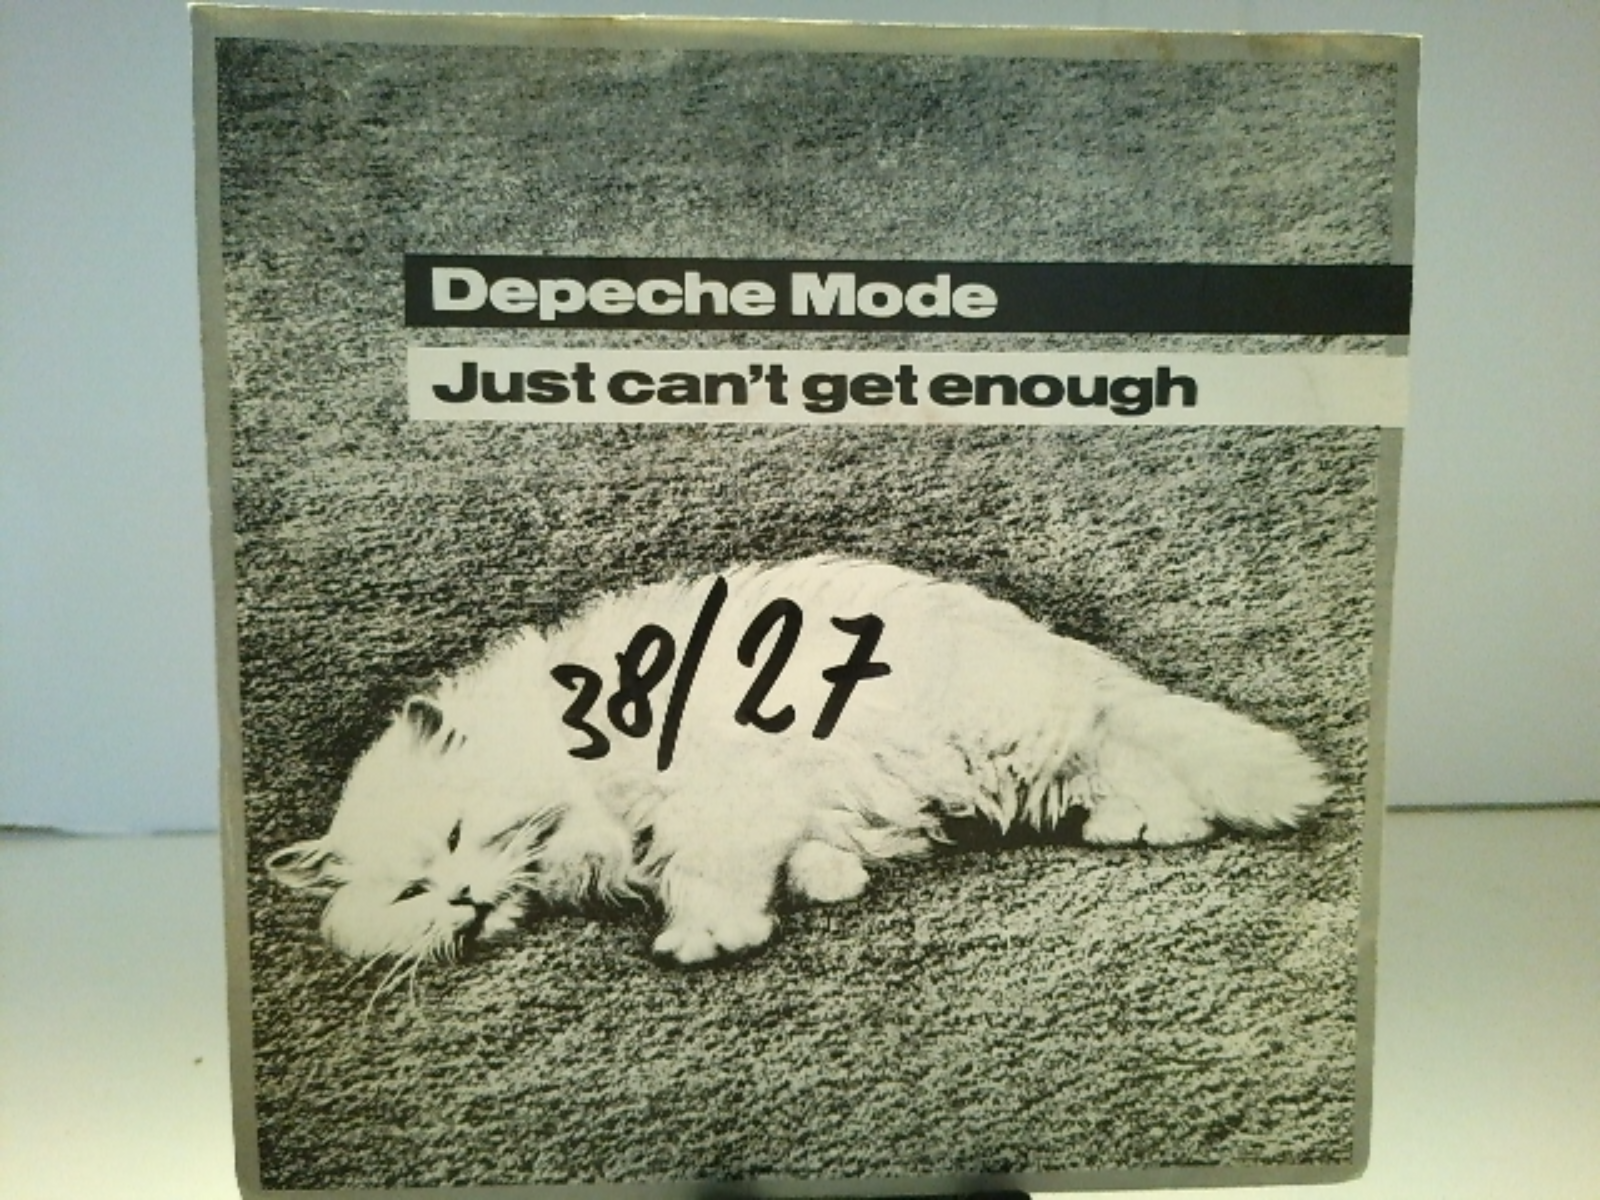 Depeche Mode
Just can't get enough
38/27